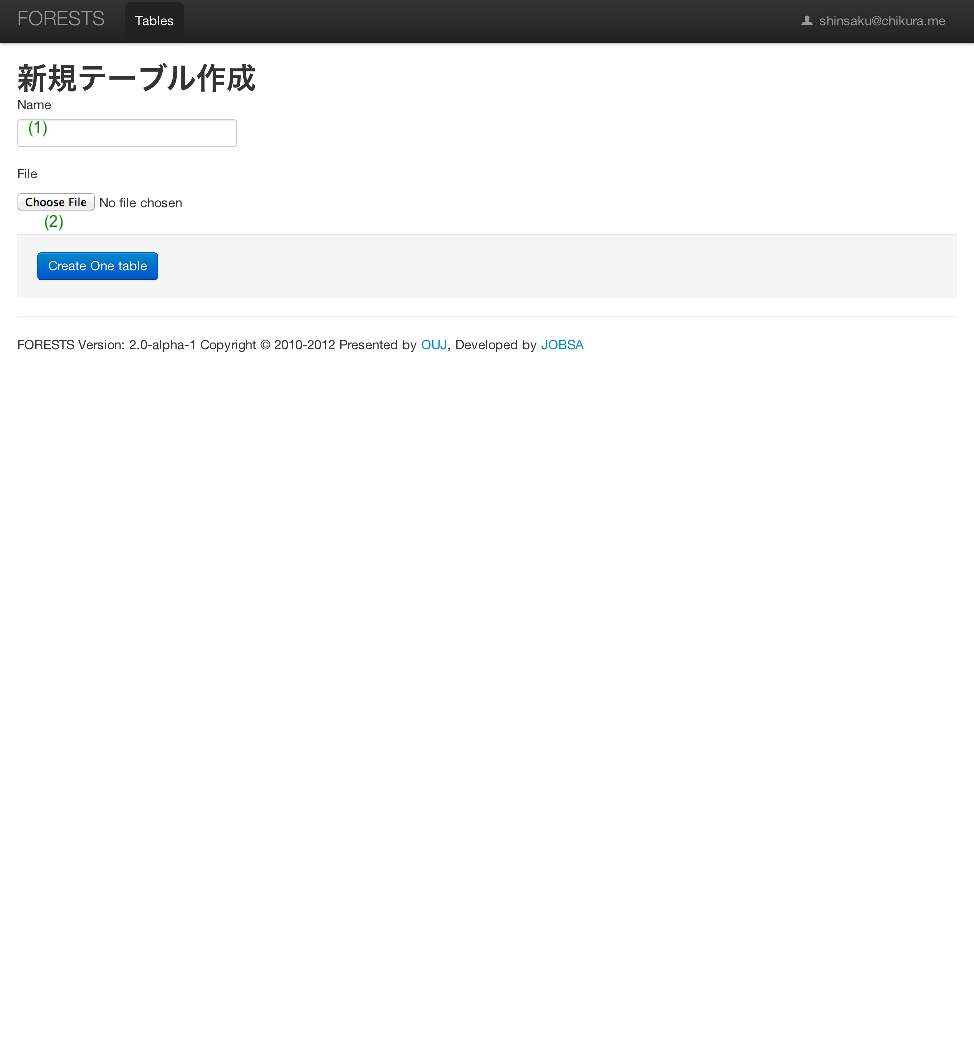 FORESTS Tables shinsaku@chikura.me
新規テーブル作成
Name
(1)
File
Choose File No file chosen
(2)
Create One table
FORESTS Version: 2.0-alpha-1 Copyright © 2010-2012 Presented by OUJ, Developed by JOBSA